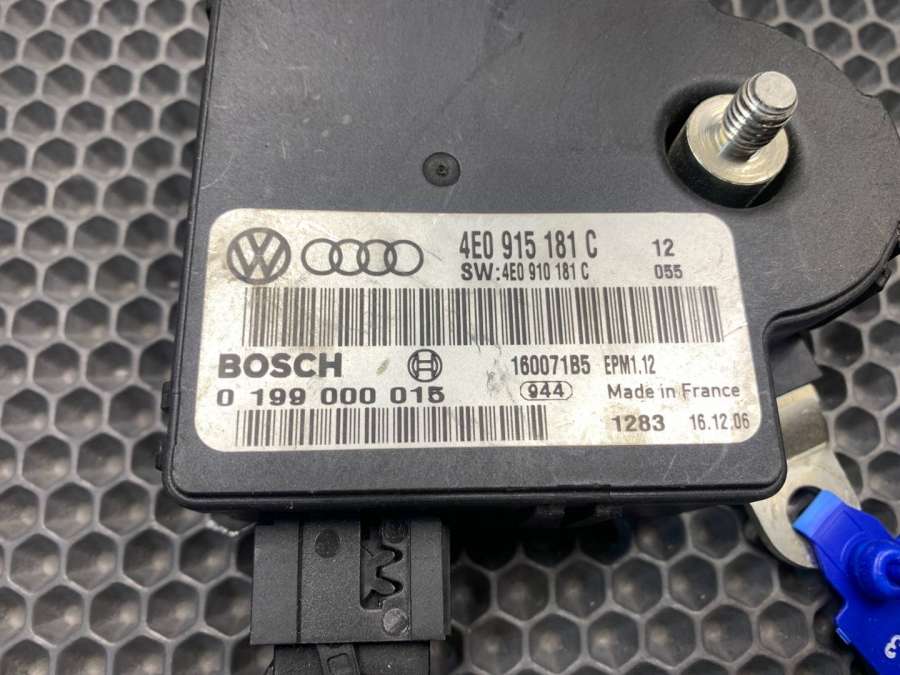 4E0 915 181 C 12
SW:4E0 910 181 C 055
BOSCH 160071B5 EPM1.12
0 199 000 015 944 Made in France
1283 16.12.06
3